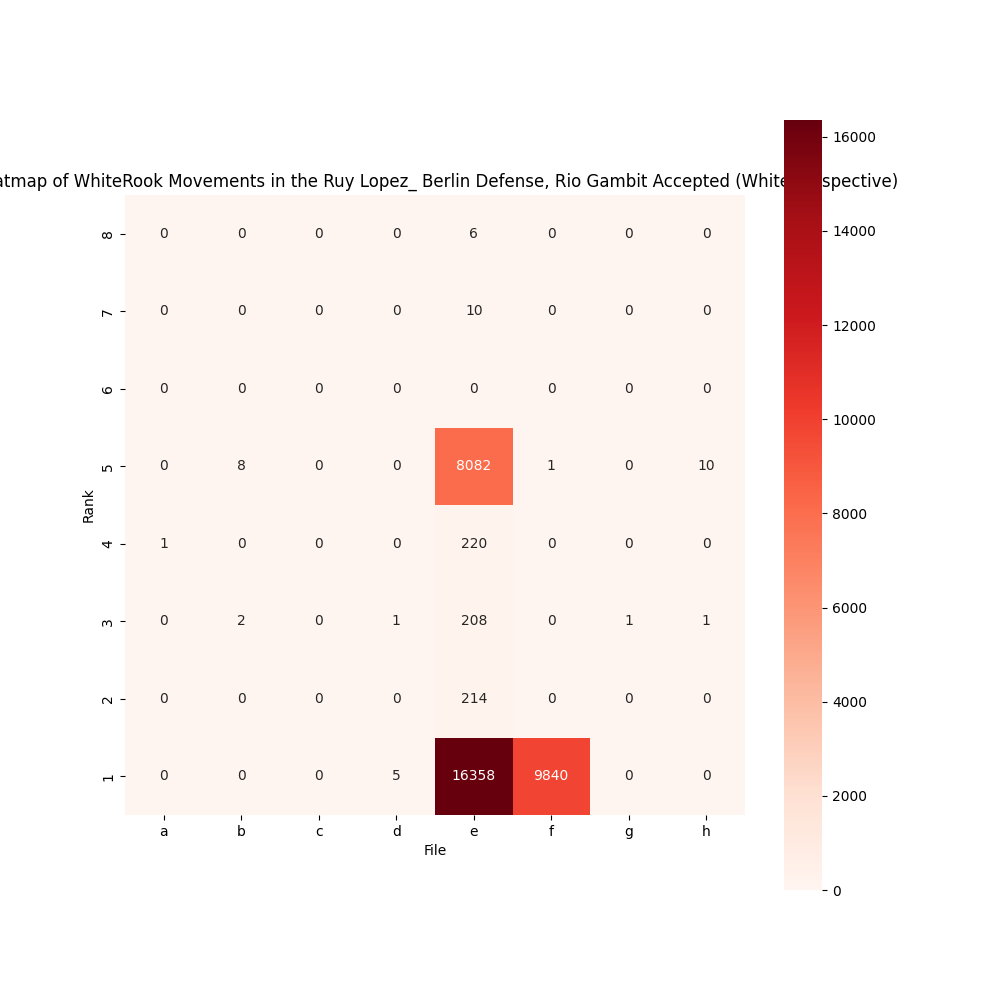 atmap of WhiteRook Movements in the Ruy Lopez_ Berlin Defense, Rio Gambit Accepted (White spective)
16000
14000
12000
10000
8000
6000
4000
2000
0
Rank
8 0 0 0 0 6 0 0 0
7 0 0 0 0 10 0 0 0
6 0 0 0 0 0 0 0 0
5 0 8 0 0 8082 1 0 10
4 1 0 0 0 220 0 0 0
3 0 2 0 1 208 0 1 1
2 0 0 0 0 214 0 0 0
1 0 0 0 5 16358 9840 0 0
a b c d e f g h
File